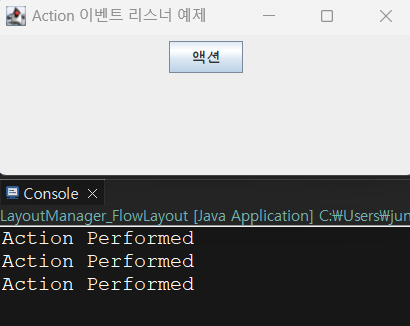 Action 이벤트 리스너 예제
액션
Console
LayoutManager_FlowLayout [Java Application] C:₩Users₩jun
Action Performed
Action Performed
Action Performed